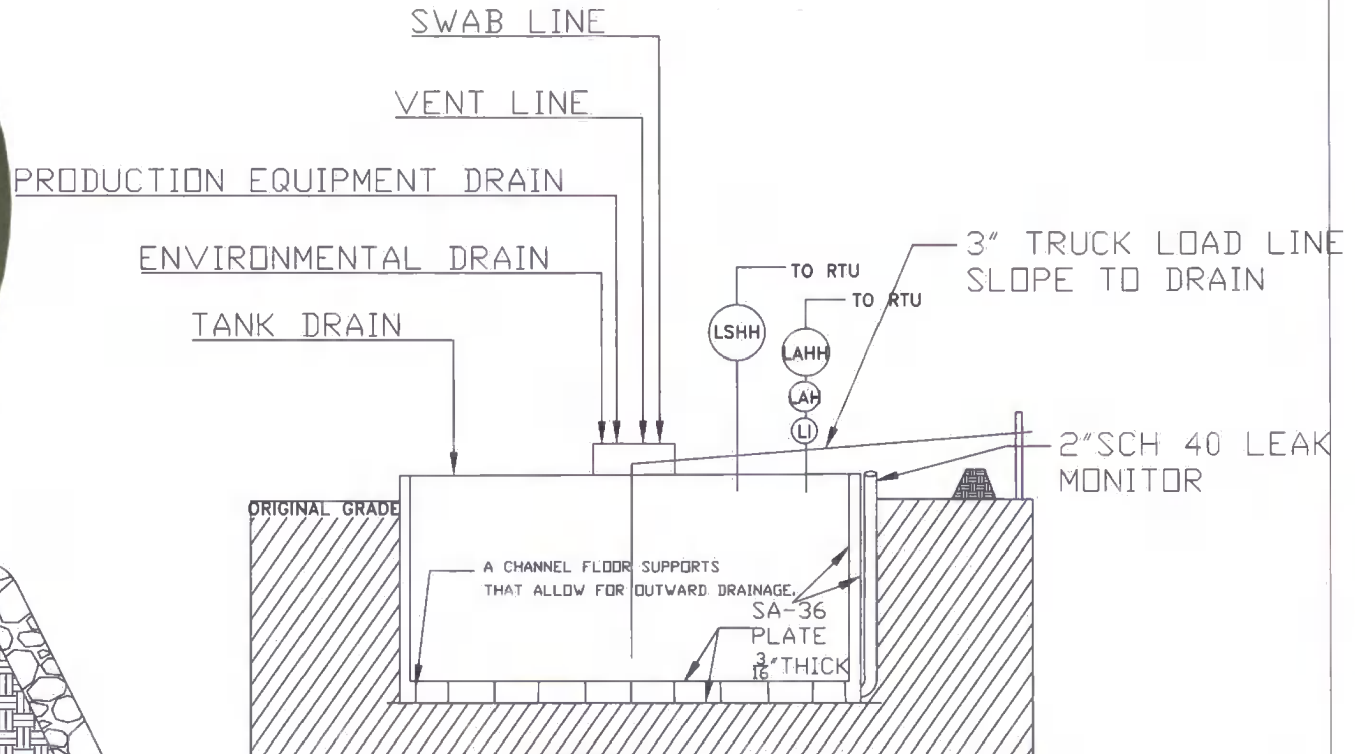 SWAB LINE
VENT LINE
PRODUCTION EQUIPMENT DRAIN
ENVIRONMENTAL DRAIN
TANK DRAIN
TO RTU
TO RTU
3" TRUCK LOAD LINE
SLOPE TO DRAIN
LSHH
LAHH
LAH
LI
2"SCH 40 LEAK
MONITOR
ORIGINAL GRADE
A CHANNEL FLOOR SUPPORTS
THAT ALLOW FOR OUTWARD DRAINAGE.
SA-36
PLATE
3/16"THICK